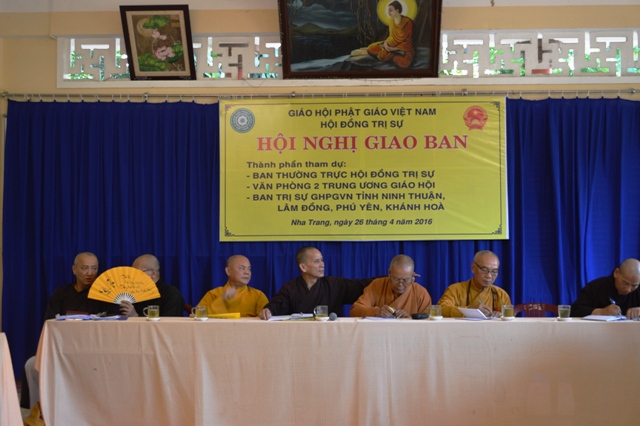 GIÁO HỘI PHẬT GIÁO VIỆT NAM
HỘI ĐỒNG TRỊ SỰ
HỘI NGHỊ GIAO BAN
Thành phần tham dự:
- BAN THƯỜNG TRỰC HỘI ĐỒNG TRỊ SỰ
- VĂN PHÒNG 2 TRUNG ƯƠNG GIÁO HỘI
- BAN TRỊ SỰ GHPGVN TỈNH NINH THUẬN,
LÂM ĐỒNG, PHÚ YÊN, KHÁNH HOÀ
Nha Trang, ngày 26 tháng 4 năm 2016